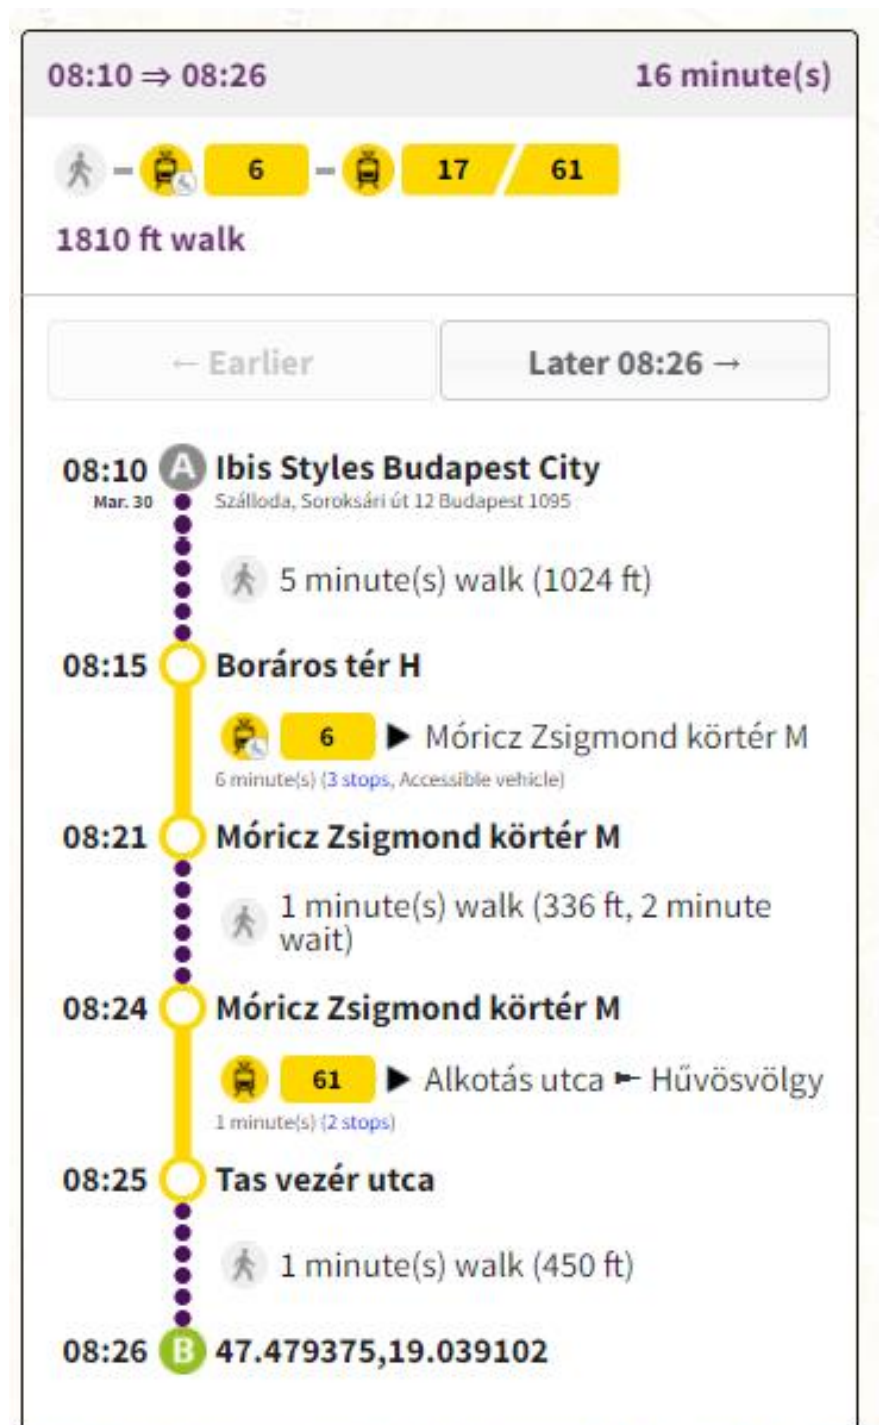 08:10 ⇒ 08:26 16 minute(s)
6 17 / 61
1810 ft walk
← Earlier Later 08:26 →
08:10 A Ibis Styles Budapest City
Mar. 30 Szálloda, Soroksári út 12 Budapest 1095
5 minute(s) walk (1024 ft)
08:15 Boráros tér H
6 ▶ Móricz Zsigmond körtér M
6 minute(s) (3 stops, Accessible vehicle)
08:21 Móricz Zsigmond körtér M
1 minute(s) walk (336 ft, 2 minute
wait)
08:24 Móricz Zsigmond körtér M
61 ▶ Alkotás utca ► Hűvösvölgy
1 minute(s) (2 stops)
08:25 Tas vezér utca
1 minute(s) walk (450 ft)
08:26 B 47.479375,19.039102